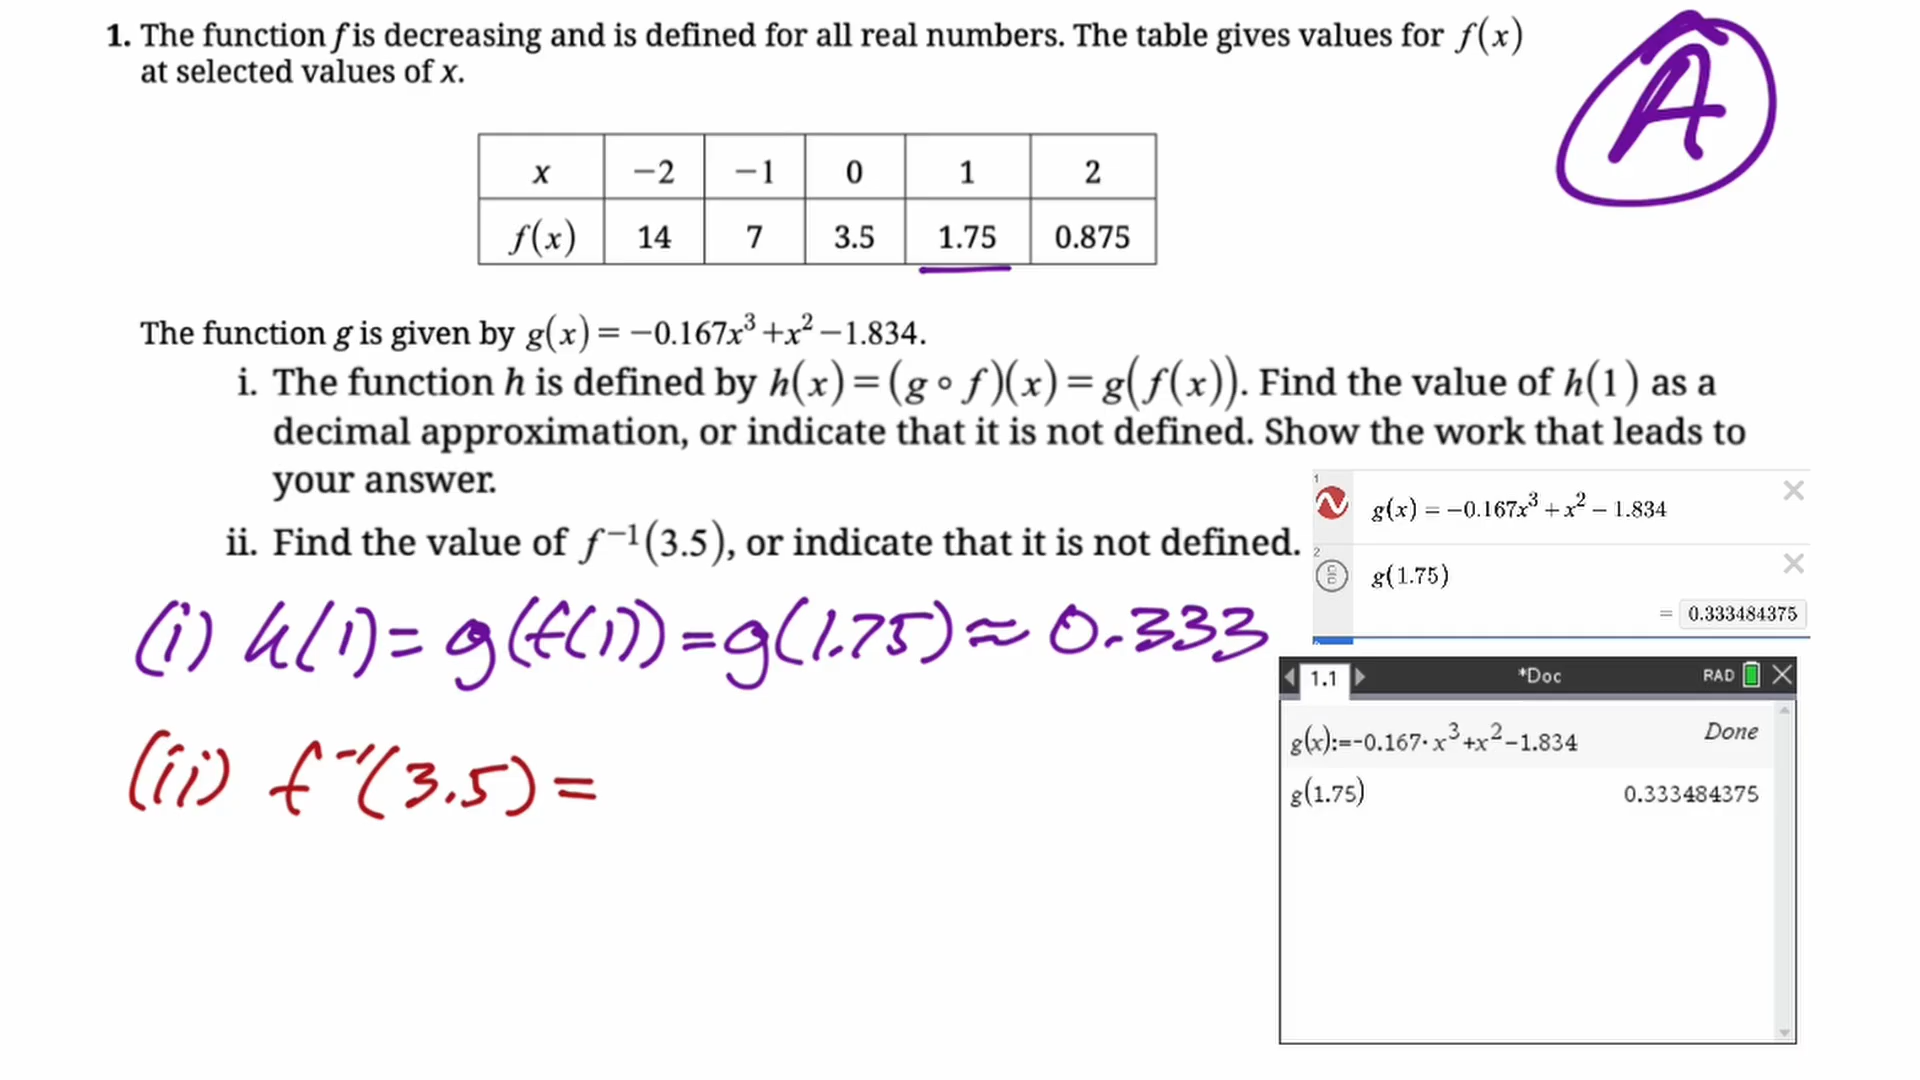 1. The function f is decreasing and is defined for all real numbers. The table gives values for f(x)
at selected values of x.
A
x −2 −1 0 1 2
f(x) 14 7 3.5 1.75 0.875
The function g is given by g(x) = −0.167x³ + x² − 1.834.
i. The function h is defined by h(x) = (g ∘ f)(x) = g(f(x)). Find the value of h(1) as a
decimal approximation, or indicate that it is not defined. Show the work that leads to
your answer.
ii. Find the value of f⁻¹(3.5), or indicate that it is not defined.
1
g(x) = −0.167x³ + x² − 1.834
2
g(1.75)
= 0.333484375
(i) h(1) = g(f(1)) = g(1.75) ≈ 0.333
(ii) f⁻¹(3.5) =
1.1 *Doc RAD
g(x):=-0.167·x³+x²−1.834 Done
g(1.75) 0.333484375